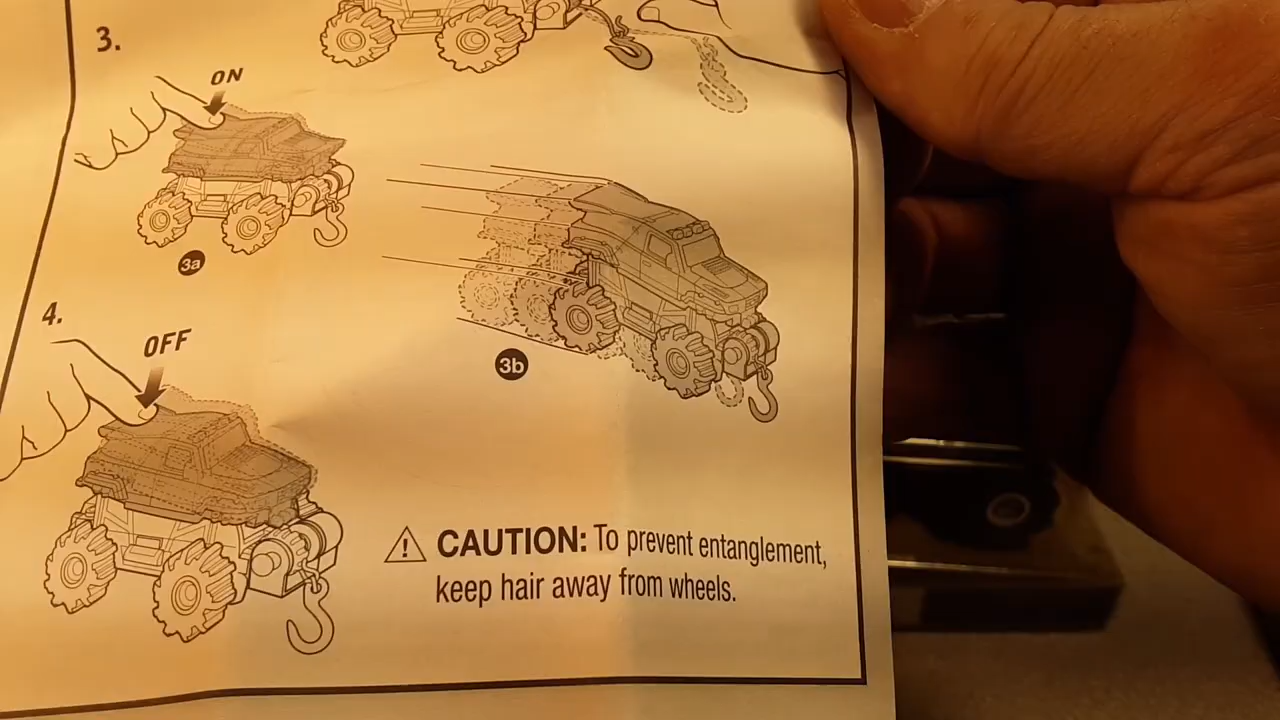 3.
ON
3a
3b
4.
OFF
CAUTION: To prevent entanglement,
keep hair away from wheels.